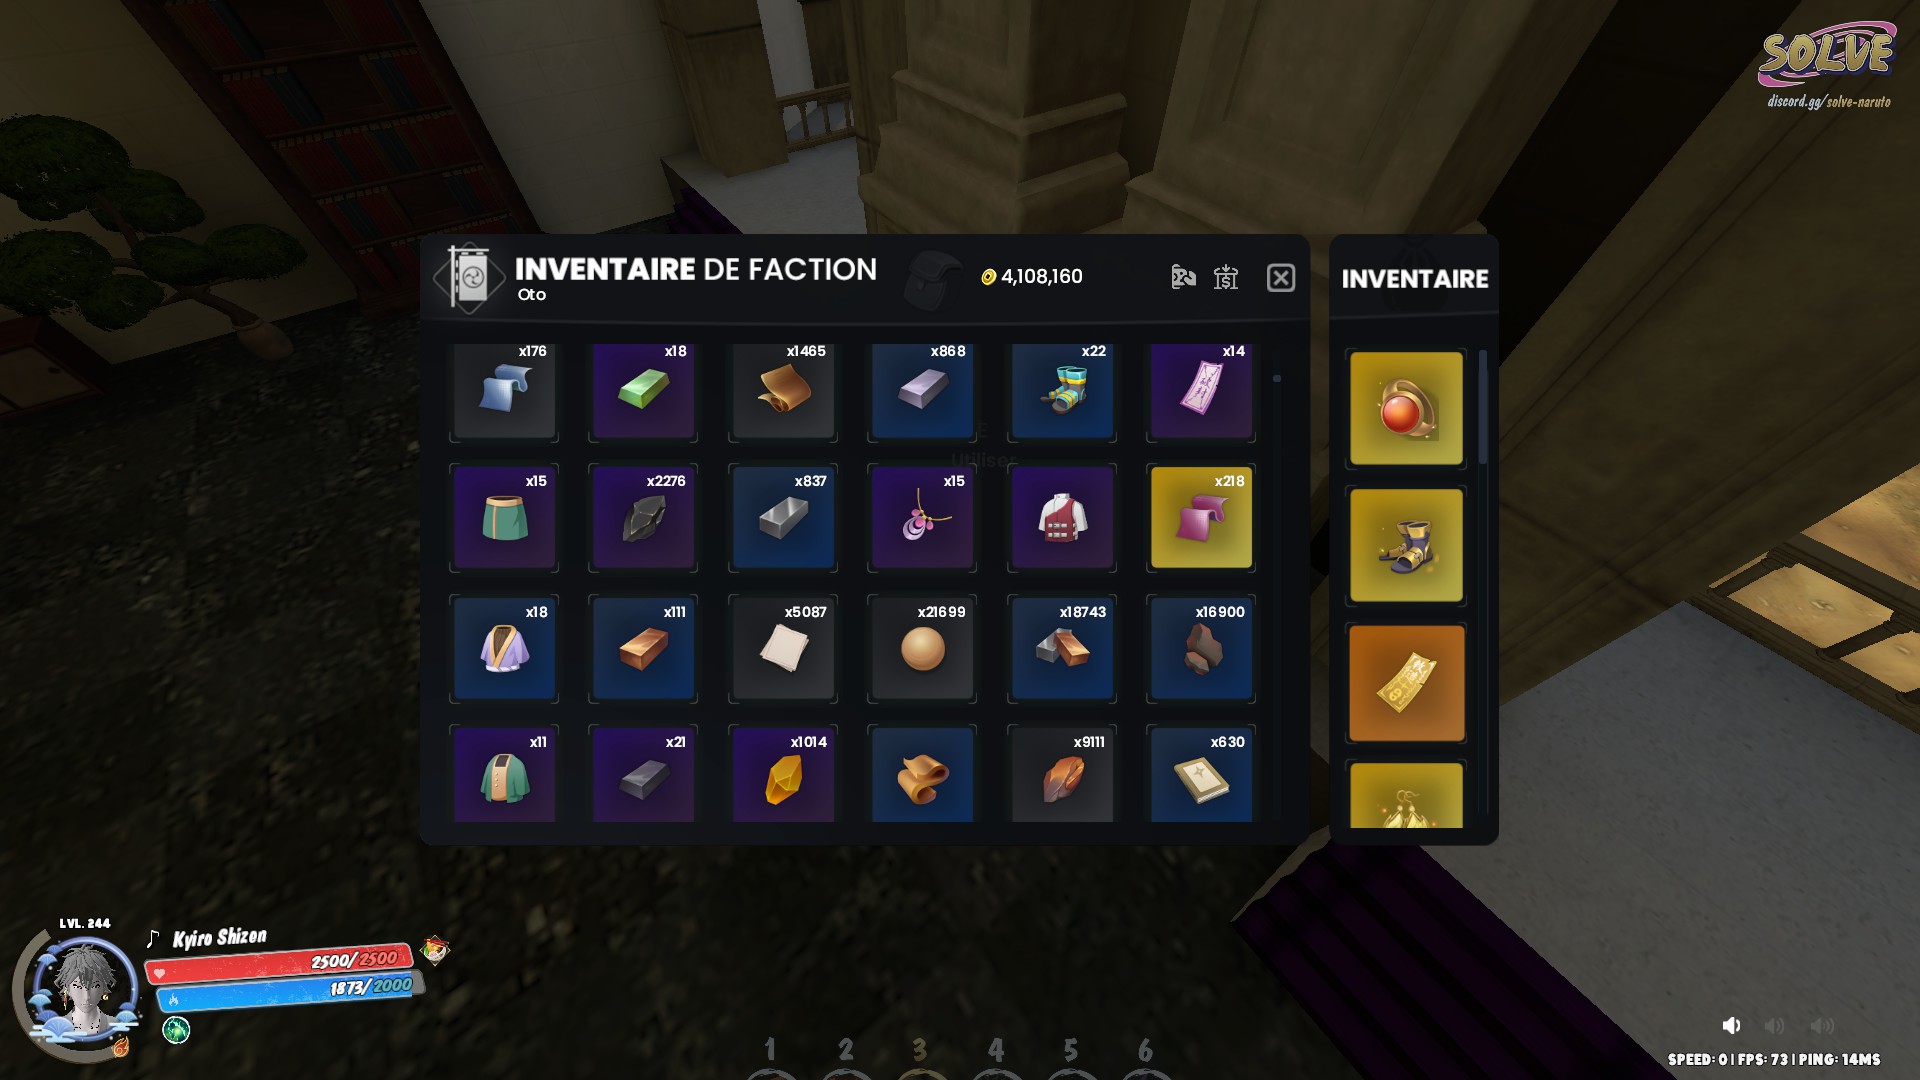 SOLVE
discord.gg/solve-naruto
INVENTAIRE DE FACTION
Oto
4,108,160
INVENTAIRE
x176
x18
x1465
x868
x22
x14
Utiliser
x15
x2276
x837
x15
x218
x18
x111
x5087
x21699
x18743
x16900
x11
x21
x1014
x9111
x630
LVL. 244
Kyiro Shizen
2500/2500
1873/2000
1 2 3 4 5 6
SPEED: 0 | FPS: 73 | PING: 14MS